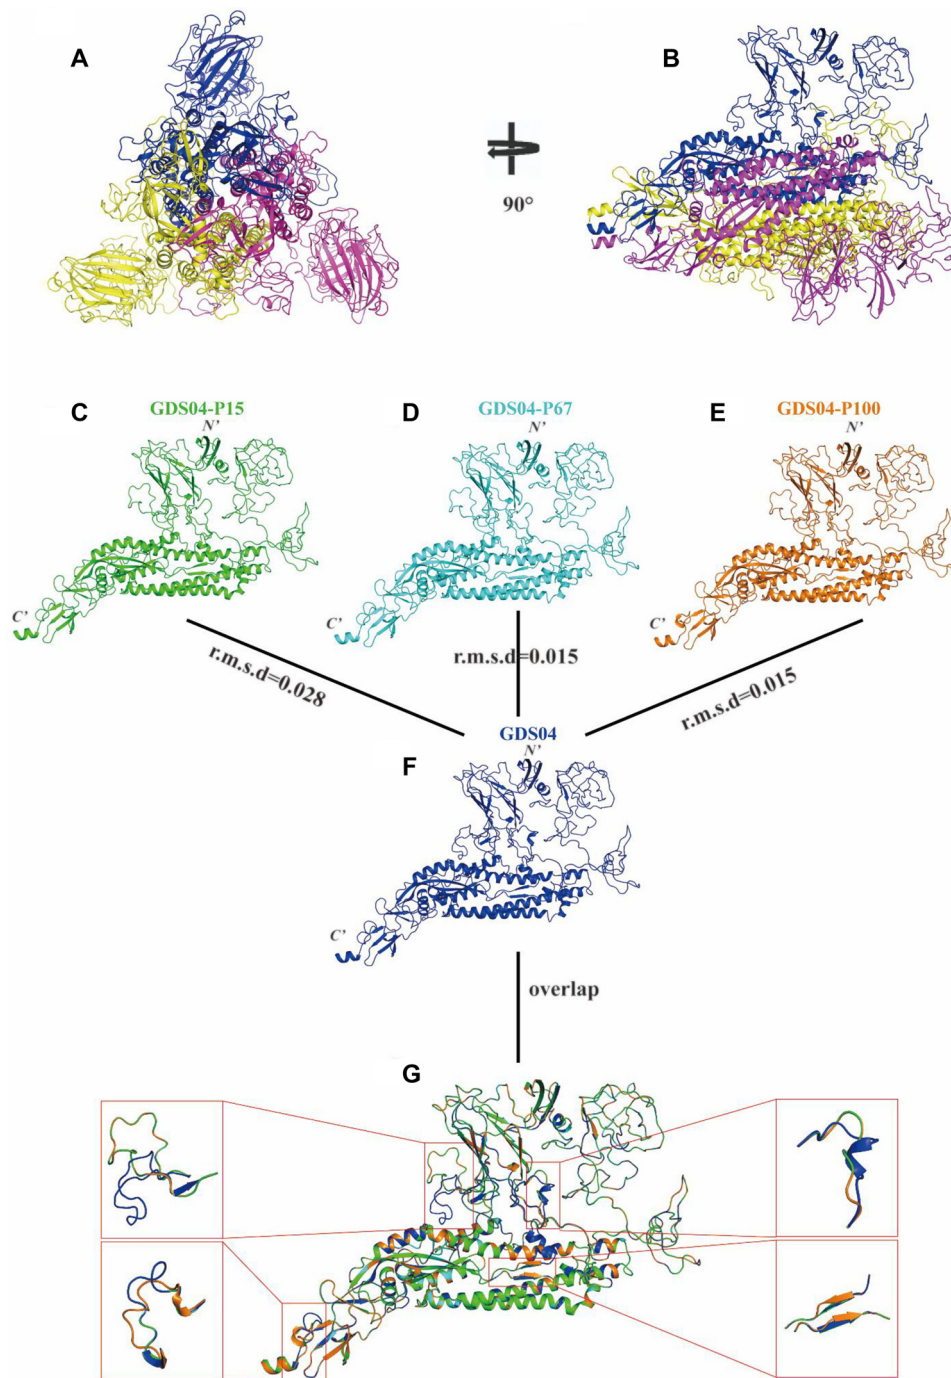 A
B
90°
C
GDS04-P15
D
GDS04-P67
N'
E
GDS04-P100
N'
N'
C'
C'
C'
r.m.s.d=0.028
r.m.s.d=0.015
r.m.s.d=0.015
GDS04
N'
F
C'
overlap
G